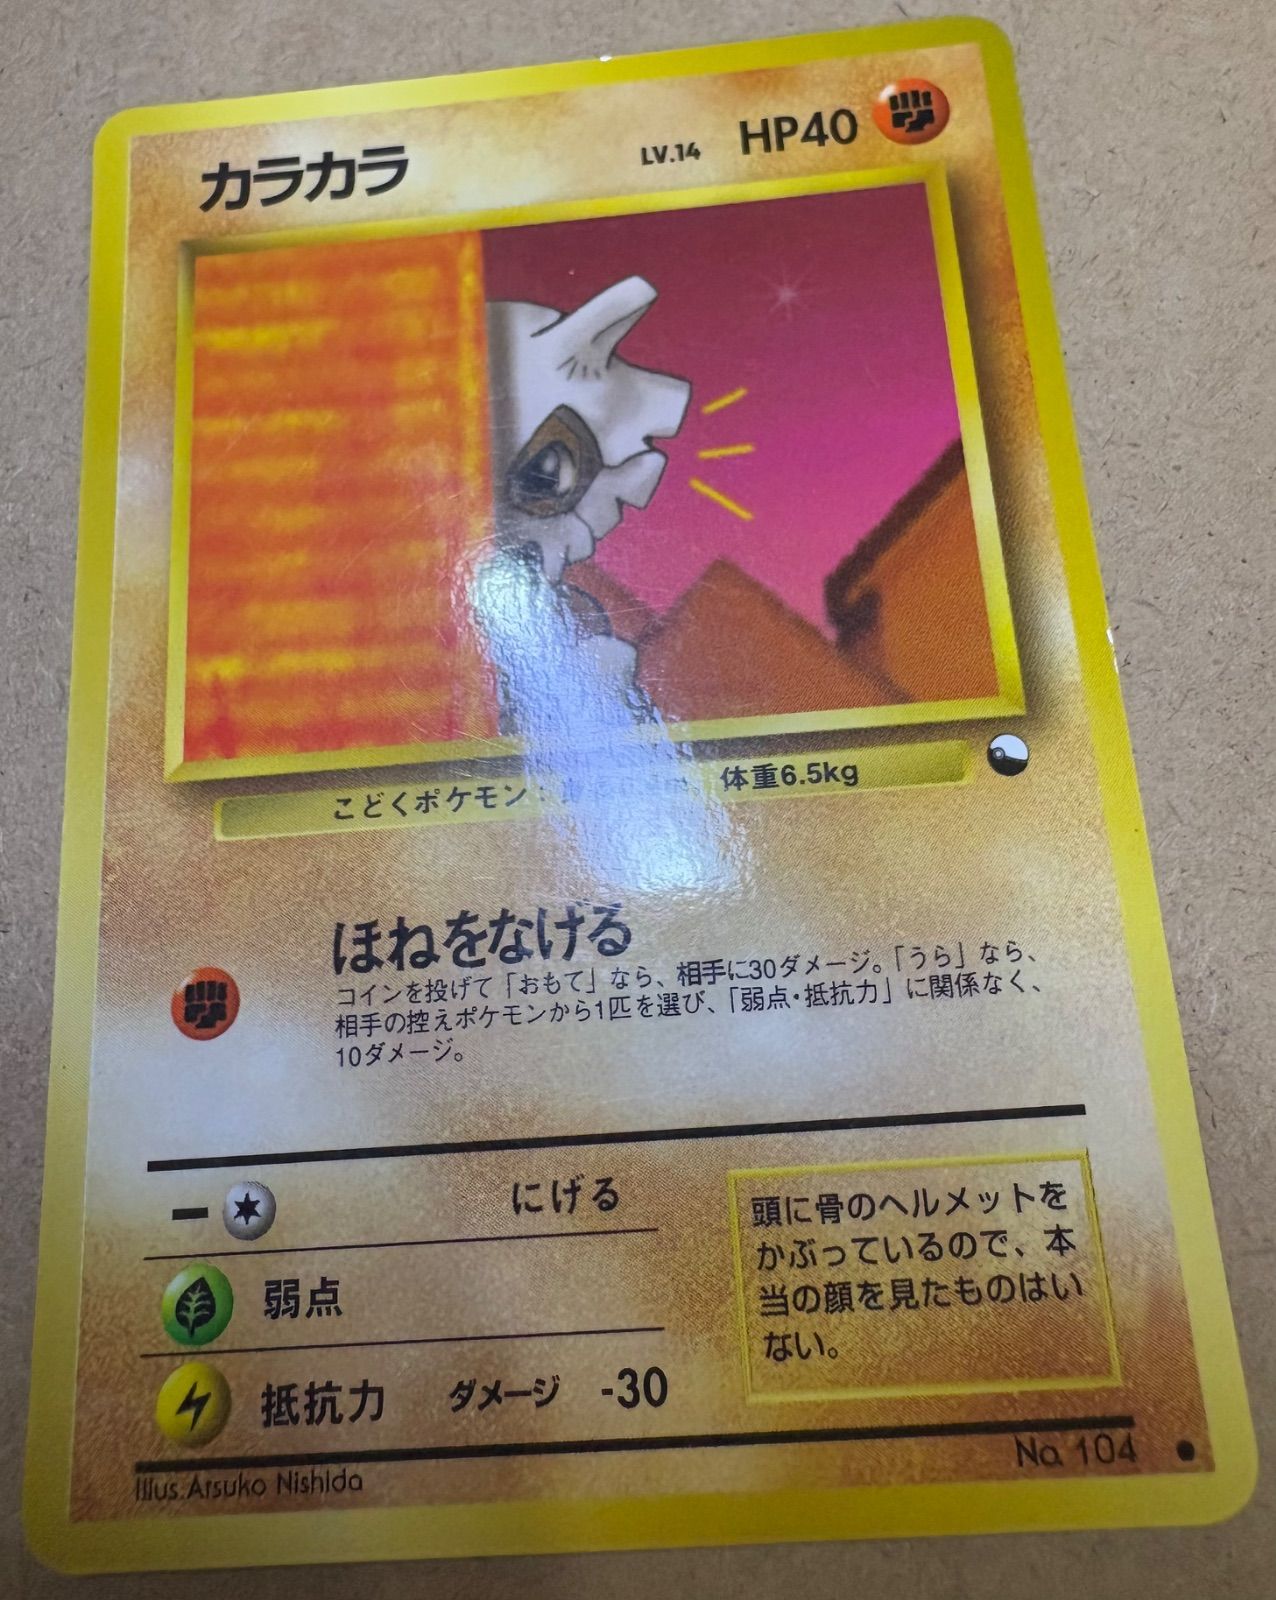 カラカラ LV.14 HP40
こどくポケモン: 体重6.5kg
ほねをなげる
コインを投げて「おもて」なら、相手に30ダメージ。「うら」なら、
相手の控えポケモンから1匹を選び、「弱点・抵抗力」に関係なく、
10ダメージ。
にげる
弱点
抵抗力 ダメージ -30
頭に骨のヘルメットを
かぶっているので、本
当の顔を見たものはい
ない。
Illus. Atsuko Nishida
No. 104